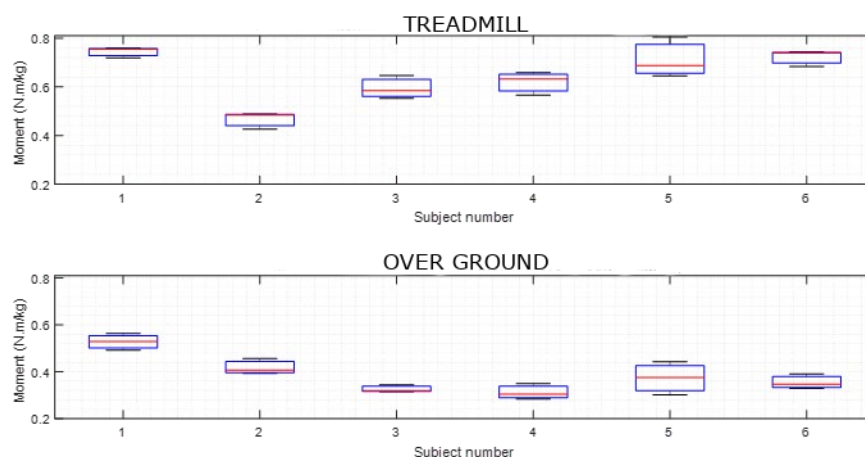 TREADMILL
0.8
0.6
0.4
0.2
Moment (N.m/kg)
1 2 3 4 5 6
Subject number
OVER GROUND
0.8
0.6
0.4
0.2
Moment (N.m/kg)
1 2 3 4 5 6
Subject number